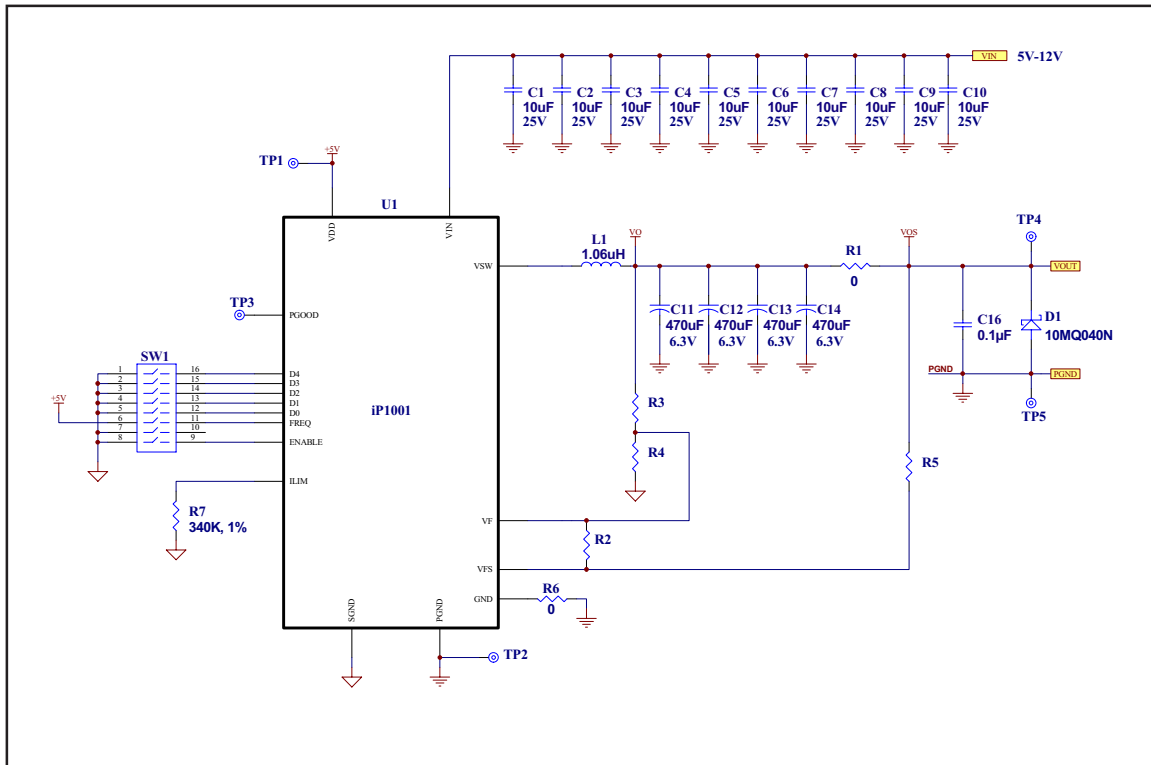 VIN 5V-12V
C1 C2 C3 C4 C5 C6 C7 C8 C9 C10
10uF 10uF 10uF 10uF 10uF 10uF 10uF 10uF 10uF 10uF
25V 25V 25V 25V 25V 25V 25V 25V 25V 25V
+5V
TP1
U1
VDD
VIN
L1
1.06uH
VSW
VO
R1
0
VOS
TP4
VOUT
C11 C12 C13 C14
470uF 470uF 470uF 470uF
6.3V 6.3V 6.3V 6.3V
C16
0.1µF
D1
10MQ040N
PGND
PGND
TP5
TP3
PGOOD
SW1
1 16 D4
2 15 D3
3 14 D2
4 13 D1
5 12 D0
+5V
6 11 FREQ
7 10
8 9 ENABLE
iP1001
R3
R4
R5
ILIM
R7
340K, 1%
VF
R2
VFS
GND
R6
0
SGND
PGND
TP2